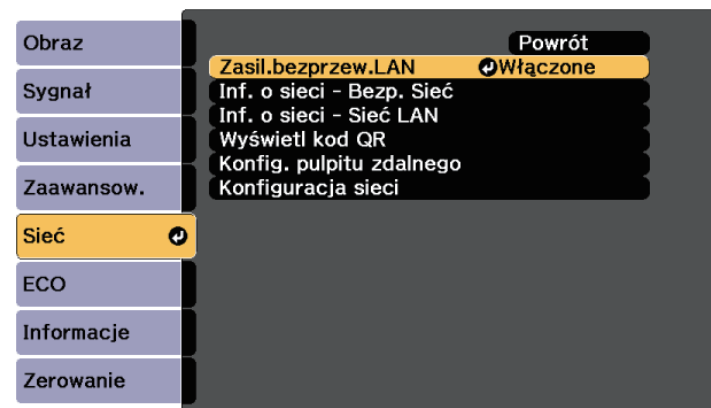 Obraz
Sygnał
Ustawienia
Zaawansow.
Sieć
ECO
Informacje
Zerowanie
Powrót
Zasil.bezprzew.LAN Włączone
Inf. o sieci - Bezp. Sieć
Inf. o sieci - Sieć LAN
Wyświetl kod QR
Konfig. pulpitu zdalnego
Konfiguracja sieci